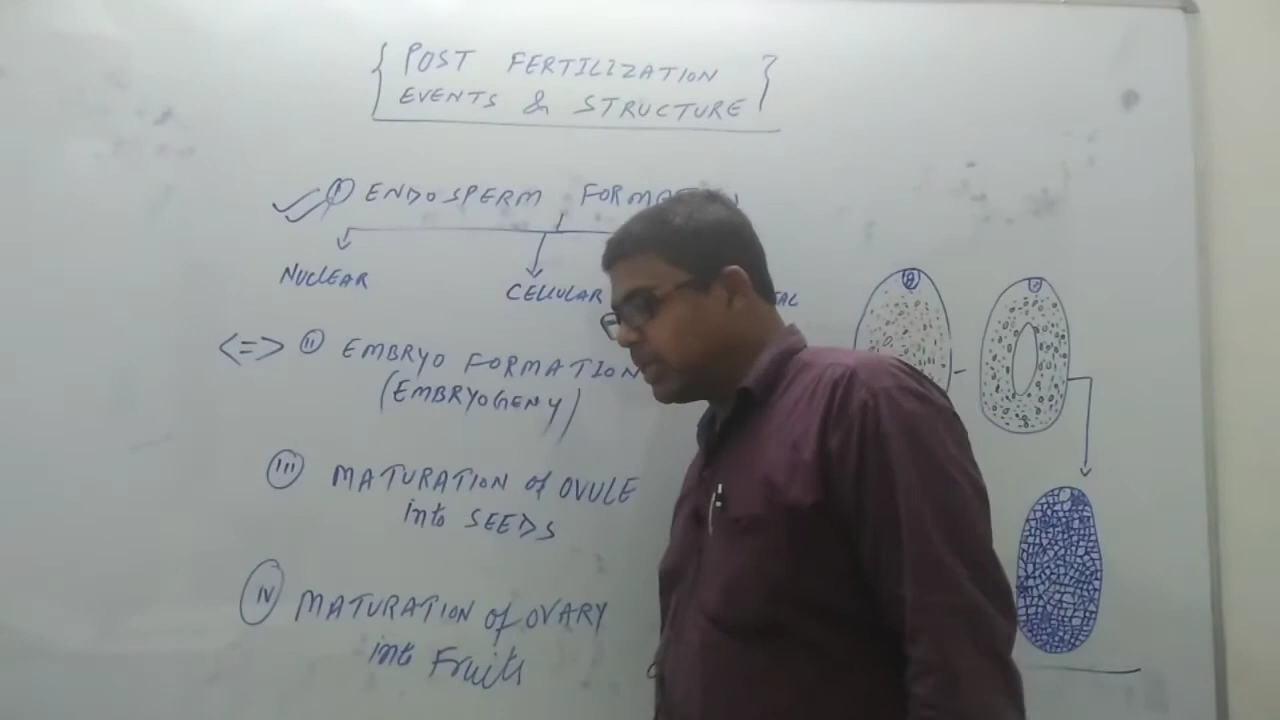 { POST FERTILIZATION
EVENTS & STRUCTURE }
(i) ENDOSPERM FORMATION
NUCLEAR
CELLULAR
<=> (ii) EMBRYO FORMATION
(EMBRYOGENY)
(iii) MATURATION of OVULE
into SEEDS
(iv) MATURATION of OVARY
into Fruits